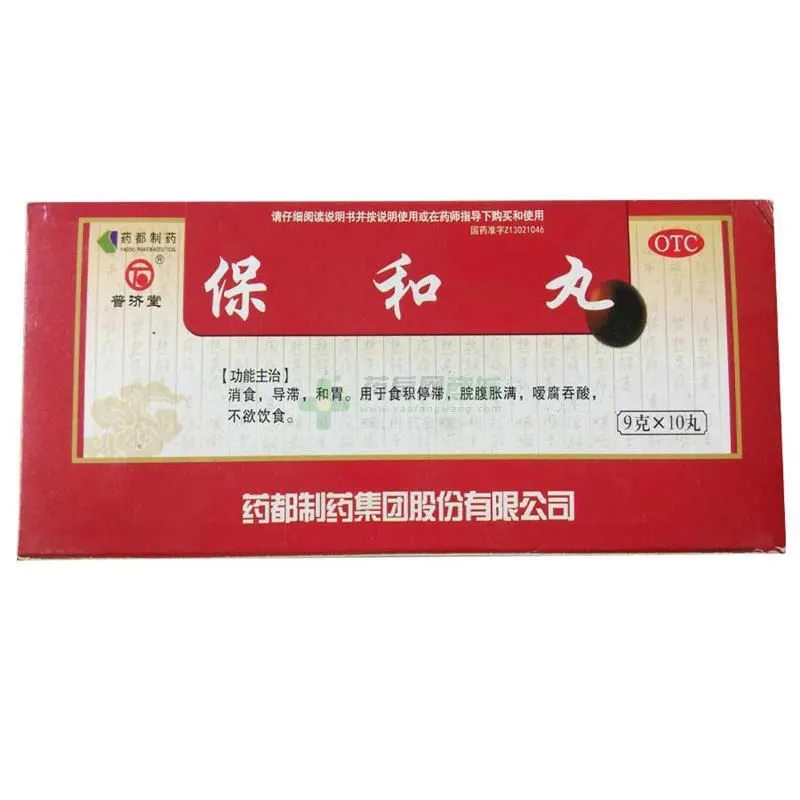 请仔细阅读说明书并按说明使用或在药师指导下购买和使用
国药准字Z13021046
药都制药
YAODU PHARMACEUTICAL
OTC
®
普济堂
保和丸
【功能主治】
消食，导滞，和胃。用于食积停滞，脘腹胀满，嗳腐吞酸，
不欲饮食。
www.yaofangwang.com
9克×10丸
药都制药集团股份有限公司